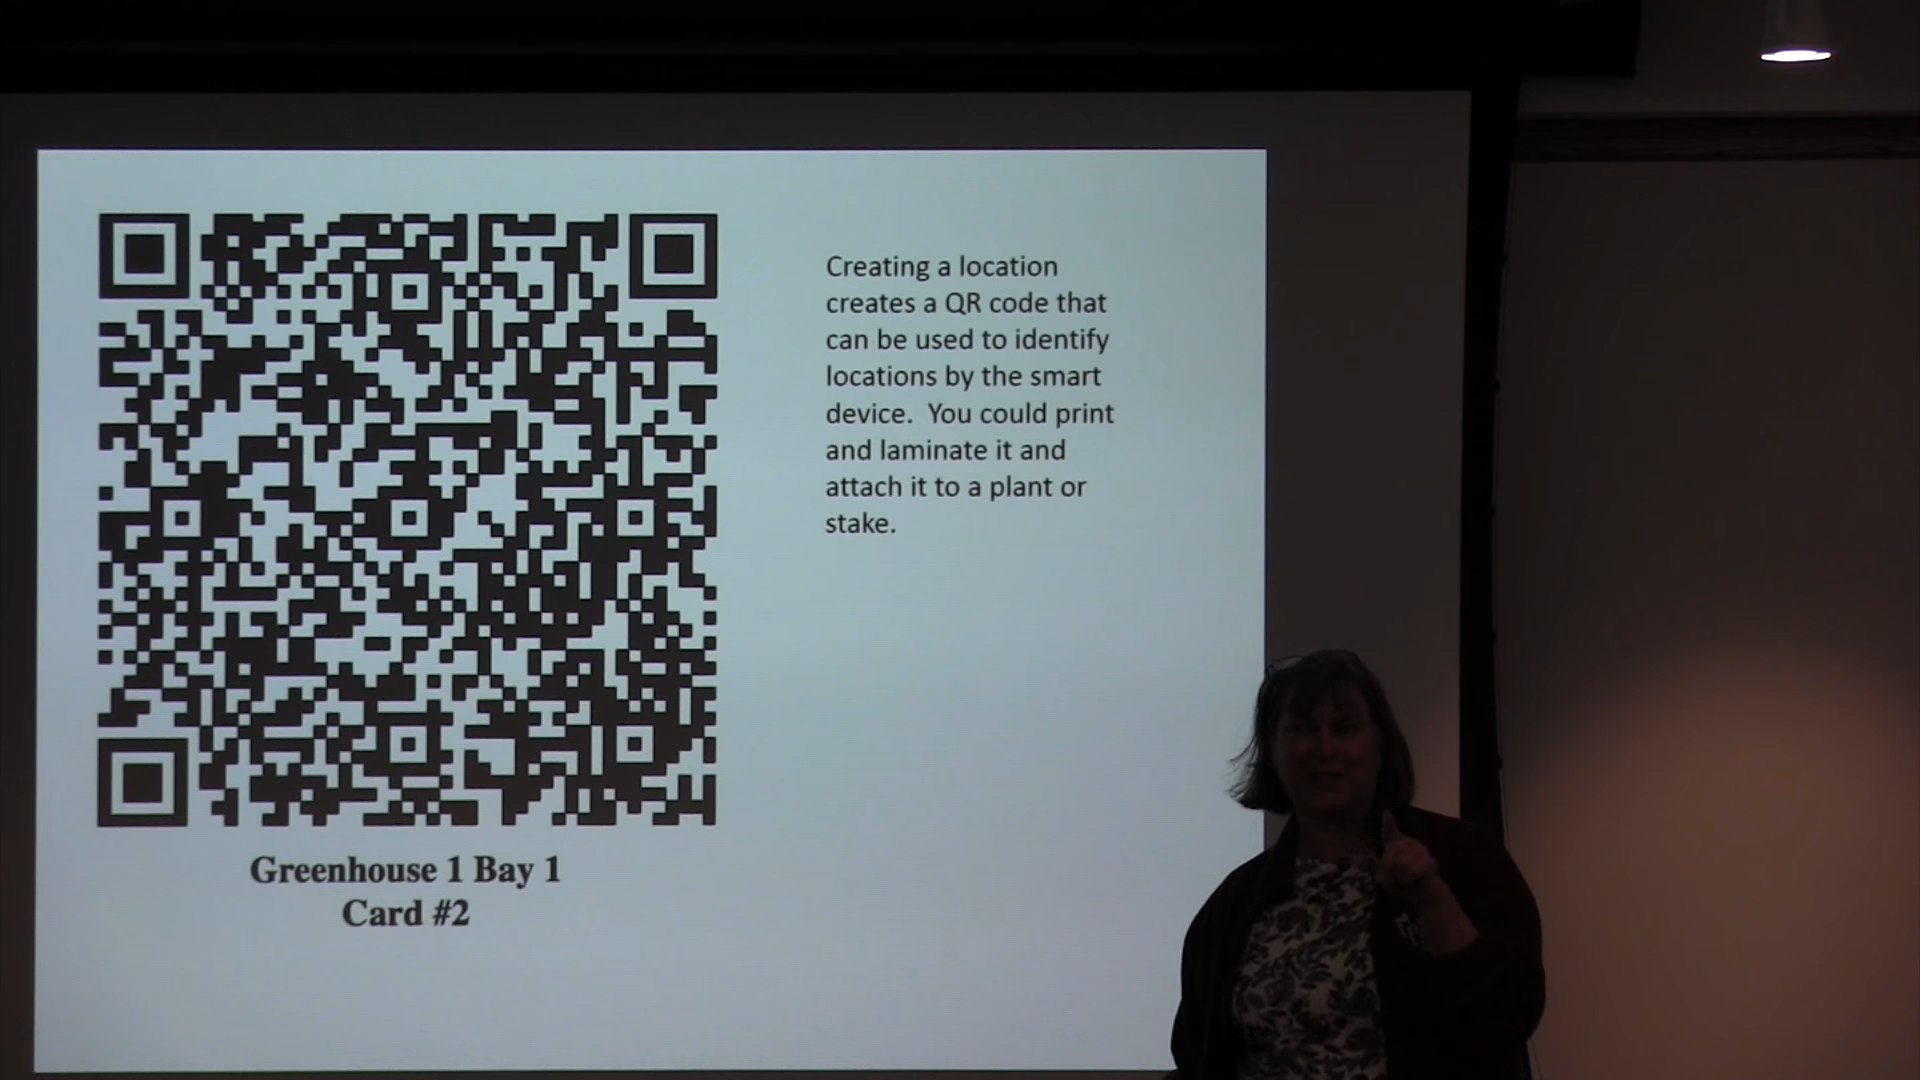 Creating a location
creates a QR code that
can be used to identify
locations by the smart
device.  You could print
and laminate it and
attach it to a plant or
stake.
Greenhouse 1 Bay 1
Card #2